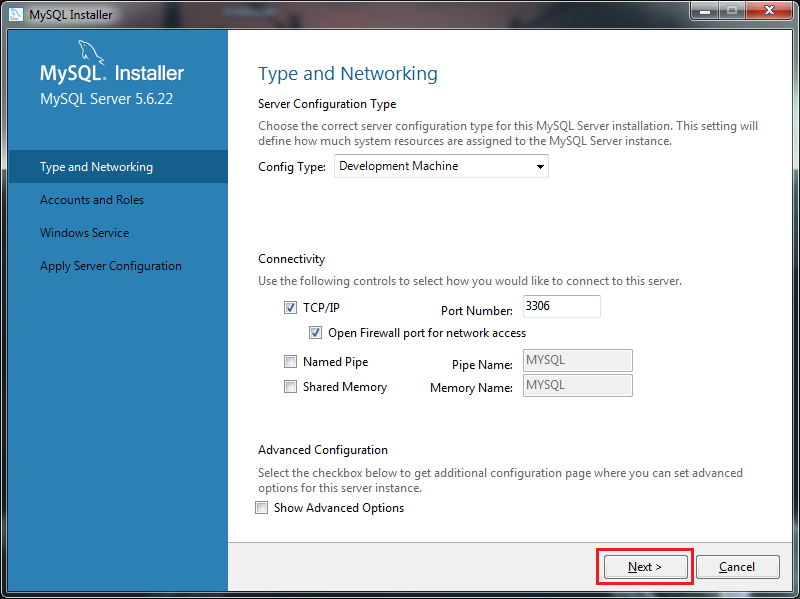 MySQL Installer
MySQL. Installer
MySQL Server 5.6.22
Type and Networking
Accounts and Roles
Windows Service
Apply Server Configuration
Type and Networking
Server Configuration Type
Choose the correct server configuration type for this MySQL Server installation. This setting will
define how much system resources are assigned to the MySQL Server instance.
Config Type: Development Machine
Connectivity
Use the following controls to select how you would like to connect to this server.
TCP/IP Port Number: 3306
Open Firewall port for network access
Named Pipe Pipe Name: MYSQL
Shared Memory Memory Name: MYSQL
Advanced Configuration
Select the checkbox below to get additional configuration page where you can set advanced
options for this server instance.
Show Advanced Options
Next > Cancel